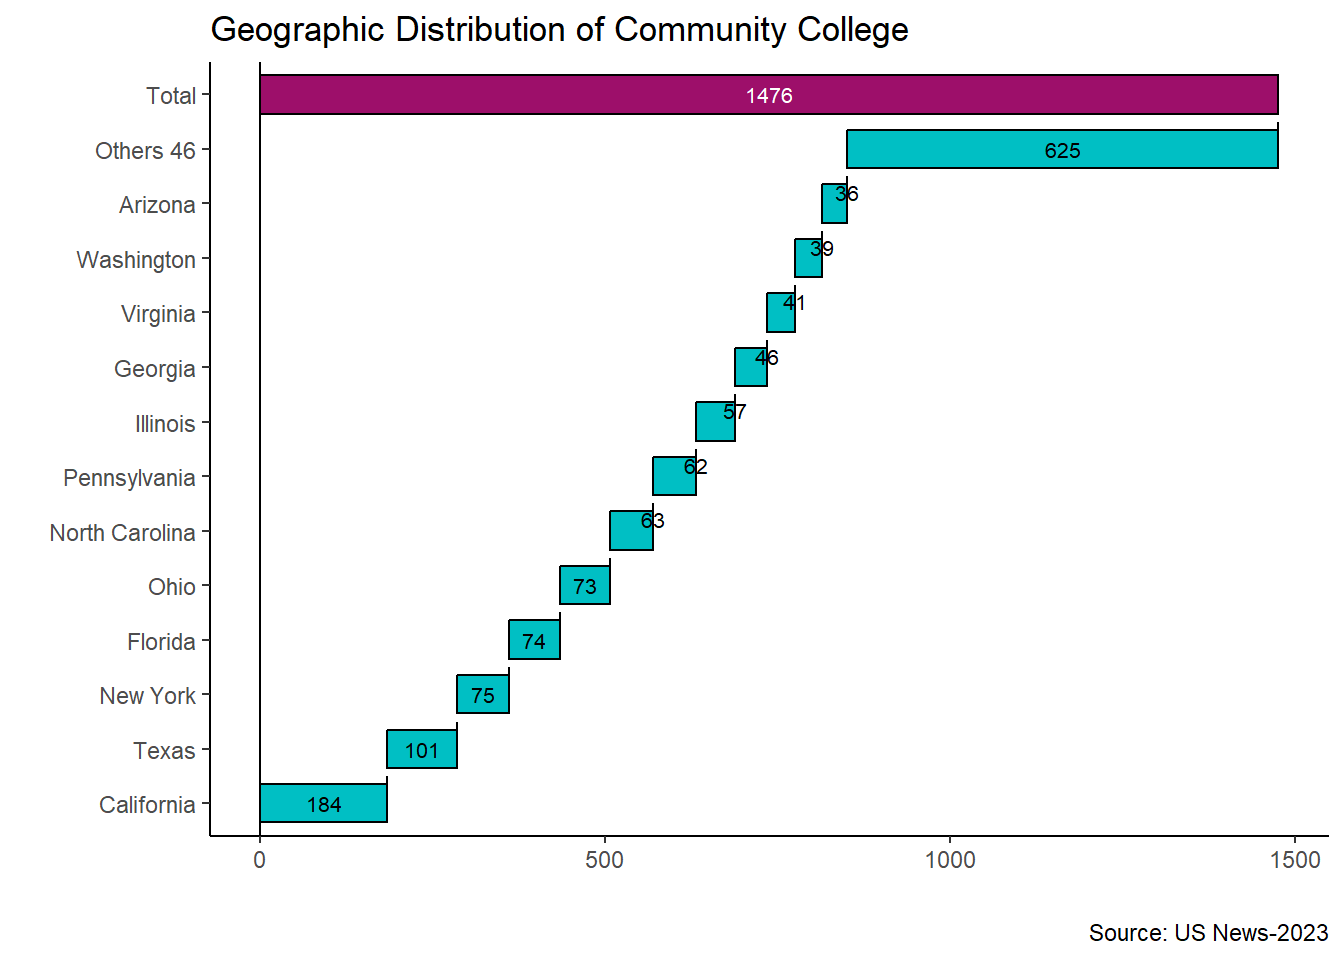 Geographic Distribution of Community College
Total 1476
Others 46 625
Arizona 36
Washington 39
Virginia 41
Georgia 46
Illinois 57
Pennsylvania 62
North Carolina 63
Ohio 73
Florida 74
New York 75
Texas 101
California 184
0 500 1000 1500
Source: US News-2023